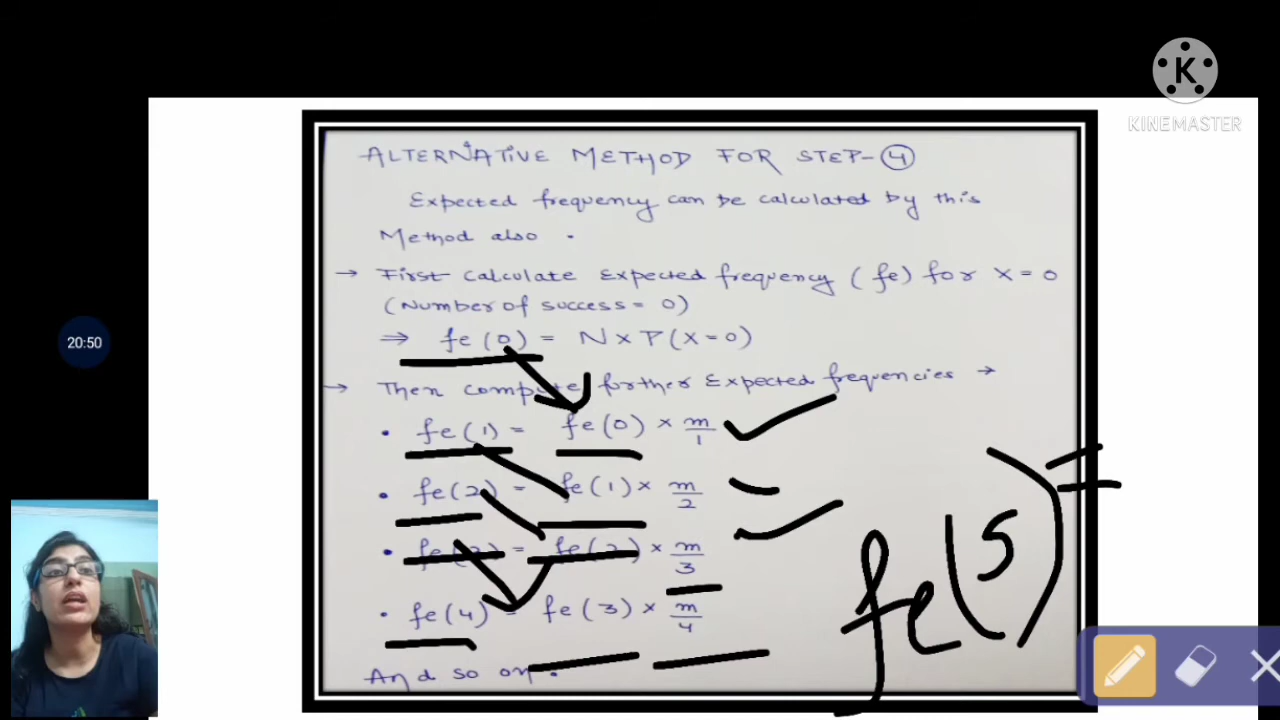 KINEMASTER
ALTERNATIVE METHOD FOR STEP-4
Expected frequency can be calculated by this
Method also.
→ First calculate Expected frequency (fe) for X=0
(Number of success=0)
⇒ fe(0) = N×P(X=0)
→ Then compute further Expected frequencies →
• fe(1) = fe(0) × m/1
• fe(2) = fe(1) × m/2
• fe(3) = fe(2) × m/3
• fe(4) = fe(3) × m/4
And so on.
fe(5) =
20:50